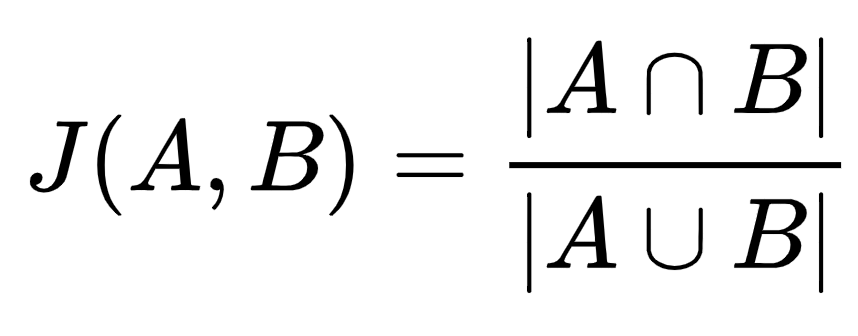 J(A, B) = |A ∩ B| / |A ∪ B|